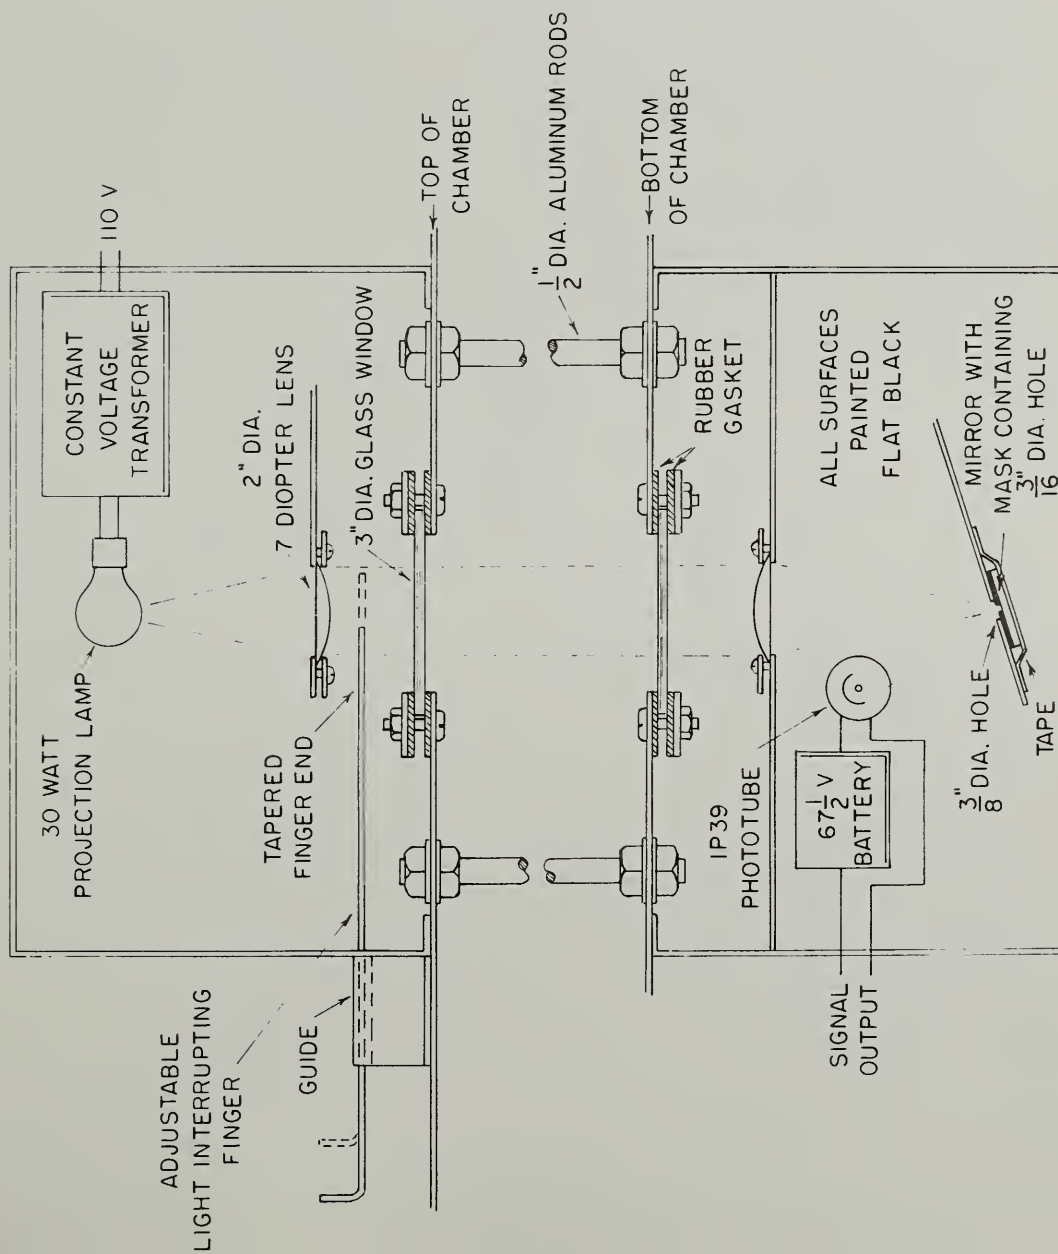 30 WATT
PROJECTION LAMP
CONSTANT
VOLTAGE
TRANSFORMER
110 V
2" DIA.
7 DIOPTER LENS
3" DIA. GLASS WINDOW
TAPERED
FINGER END
ADJUSTABLE
LIGHT INTERRUPTING
FINGER
GUIDE
TOP OF
CHAMBER
1/2" DIA. ALUMINUM RODS
BOTTOM
OF CHAMBER
RUBBER
GASKET
1P39
PHOTOTUBE
67 1/2 V
BATTERY
SIGNAL
OUTPUT
ALL SURFACES
PAINTED
FLAT BLACK
MIRROR WITH
MASK CONTAINING
3/16" DIA. HOLE
3/8" DIA. HOLE
TAPE